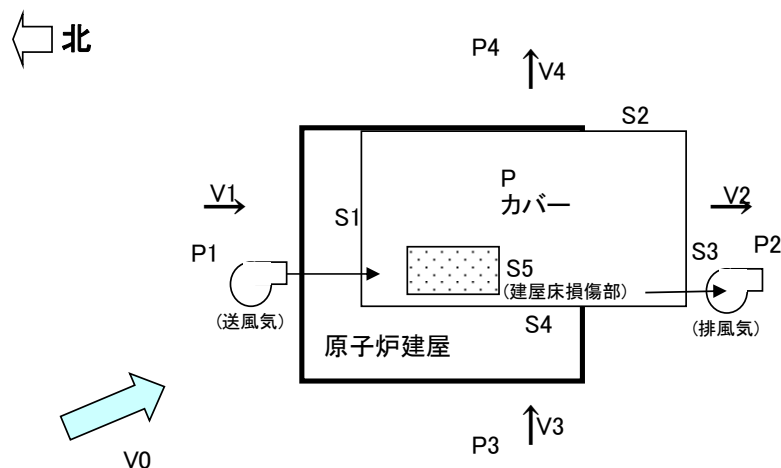 北
P4
V4
S2
V1
P
カバー
V2
S1
P1
S3
P2
S5
(建屋床損傷部)
(送風気)
S4
(排風気)
原子炉建屋
V3
P3
V0